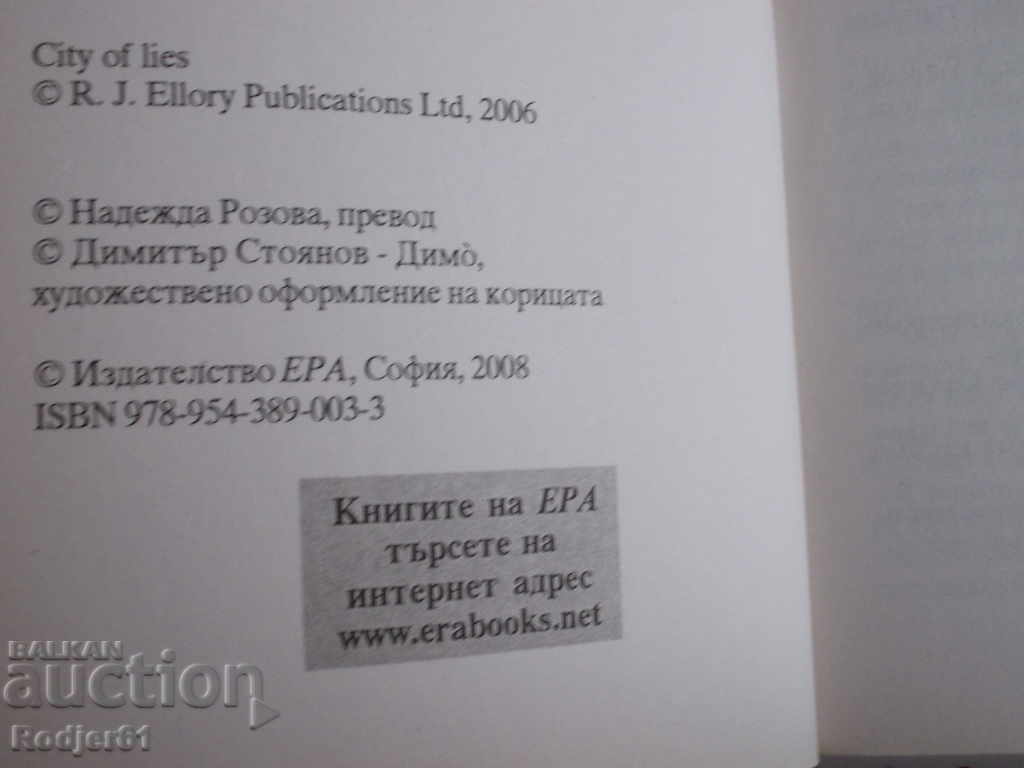 City of lies
© R. J. Ellory Publications Ltd, 2006
© Надежда Розова, превод
© Димитър Стоянов - Димо̀,
художествено оформление на корицата
© Издателство ЕРА, София, 2008
ISBN 978-954-389-003-3
Книгите на ЕРА
търсете на
интернет адрес
www.erabooks.net
BALKAN
auction
Rodjer61